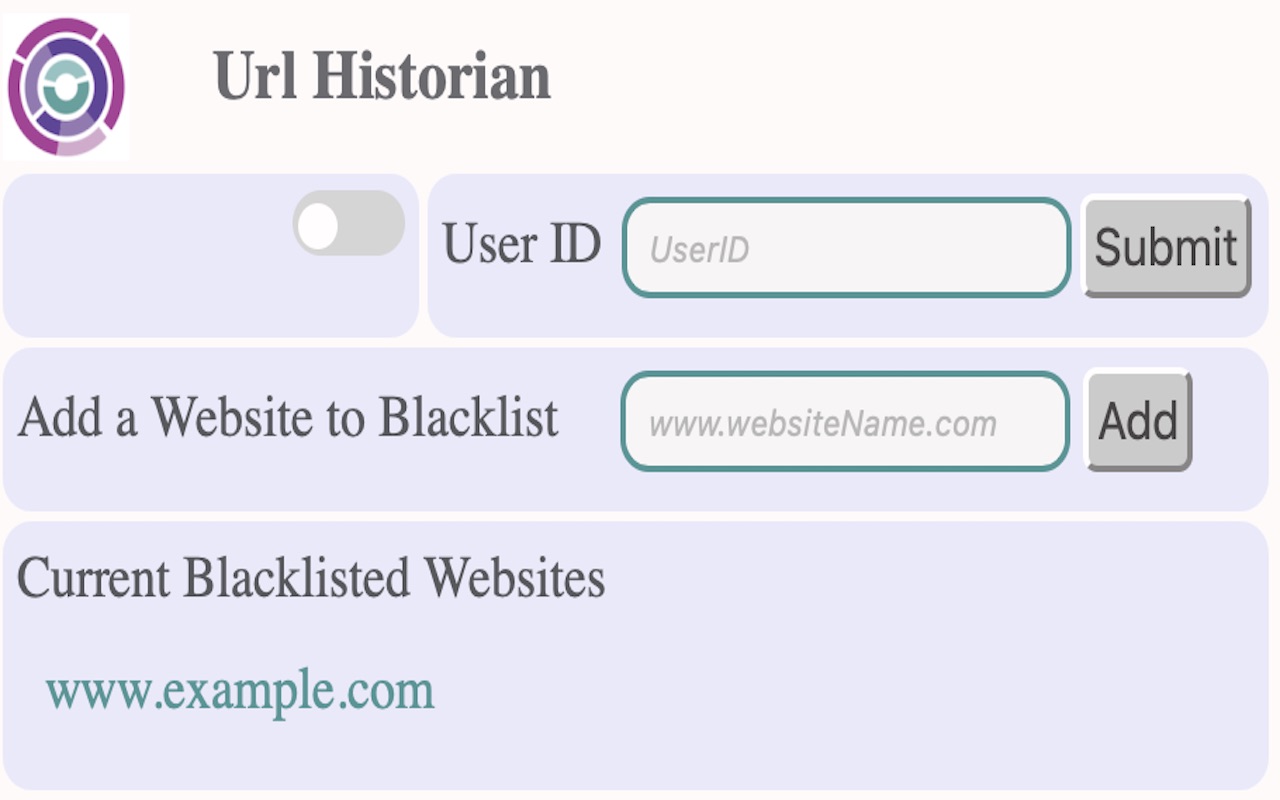 Url Historian
User ID UserID Submit
Add a Website to Blacklist www.websiteName.com Add
Current Blacklisted Websites
www.example.com